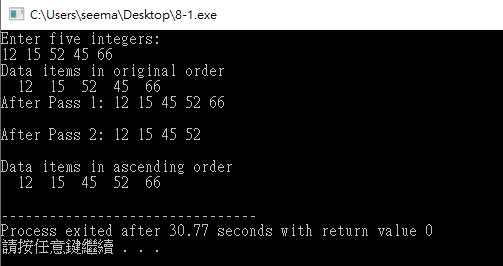 C:\Users\seema\Desktop\8-1.exe
Enter five integers:
12 15 52 45 66
Data items in original order
  12  15  52  45  66
After Pass 1: 12 15 45 52 66
After Pass 2: 12 15 45 52
Data items in ascending order
  12  15  45  52  66
--------------------------------
Process exited after 30.77 seconds with return value 0
請按任意鍵繼續 . . .